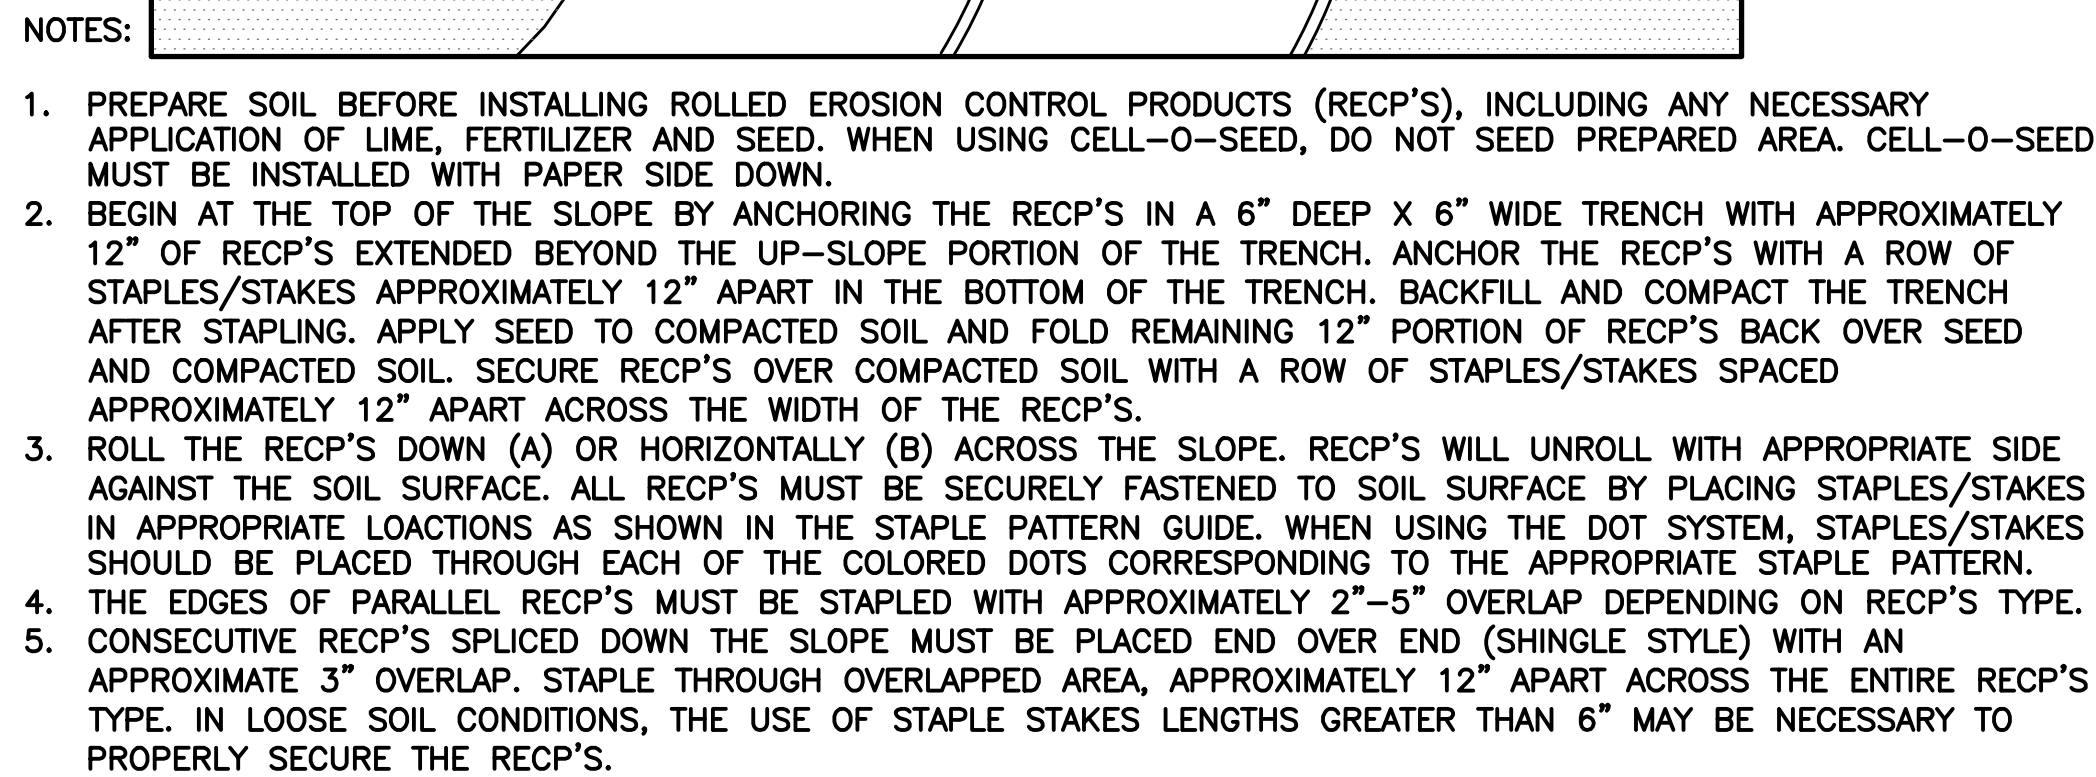 NOTES:
1. PREPARE SOIL BEFORE INSTALLING ROLLED EROSION CONTROL PRODUCTS (RECP'S), INCLUDING ANY NECESSARY
APPLICATION OF LIME, FERTILIZER AND SEED. WHEN USING CELL-O-SEED, DO NOT SEED PREPARED AREA. CELL-O-SEED
MUST BE INSTALLED WITH PAPER SIDE DOWN.
2. BEGIN AT THE TOP OF THE SLOPE BY ANCHORING THE RECP'S IN A 6" DEEP X 6" WIDE TRENCH WITH APPROXIMATELY
12" OF RECP'S EXTENDED BEYOND THE UP-SLOPE PORTION OF THE TRENCH. ANCHOR THE RECP'S WITH A ROW OF
STAPLES/STAKES APPROXIMATELY 12" APART IN THE BOTTOM OF THE TRENCH. BACKFILL AND COMPACT THE TRENCH
AFTER STAPLING. APPLY SEED TO COMPACTED SOIL AND FOLD REMAINING 12" PORTION OF RECP'S BACK OVER SEED
AND COMPACTED SOIL. SECURE RECP'S OVER COMPACTED SOIL WITH A ROW OF STAPLES/STAKES SPACED
APPROXIMATELY 12" APART ACROSS THE WIDTH OF THE RECP'S.
3. ROLL THE RECP'S DOWN (A) OR HORIZONTALLY (B) ACROSS THE SLOPE. RECP'S WILL UNROLL WITH APPROPRIATE SIDE
AGAINST THE SOIL SURFACE. ALL RECP'S MUST BE SECURELY FASTENED TO SOIL SURFACE BY PLACING STAPLES/STAKES
IN APPROPRIATE LOACTIONS AS SHOWN IN THE STAPLE PATTERN GUIDE. WHEN USING THE DOT SYSTEM, STAPLES/STAKES
SHOULD BE PLACED THROUGH EACH OF THE COLORED DOTS CORRESPONDING TO THE APPROPRIATE STAPLE PATTERN.
4. THE EDGES OF PARALLEL RECP'S MUST BE STAPLED WITH APPROXIMATELY 2"-5" OVERLAP DEPENDING ON RECP'S TYPE.
5. CONSECUTIVE RECP'S SPLICED DOWN THE SLOPE MUST BE PLACED END OVER END (SHINGLE STYLE) WITH AN
APPROXIMATE 3" OVERLAP. STAPLE THROUGH OVERLAPPED AREA, APPROXIMATELY 12" APART ACROSS THE ENTIRE RECP'S
TYPE. IN LOOSE SOIL CONDITIONS, THE USE OF STAPLE STAKES LENGTHS GREATER THAN 6" MAY BE NECESSARY TO
PROPERLY SECURE THE RECP'S.